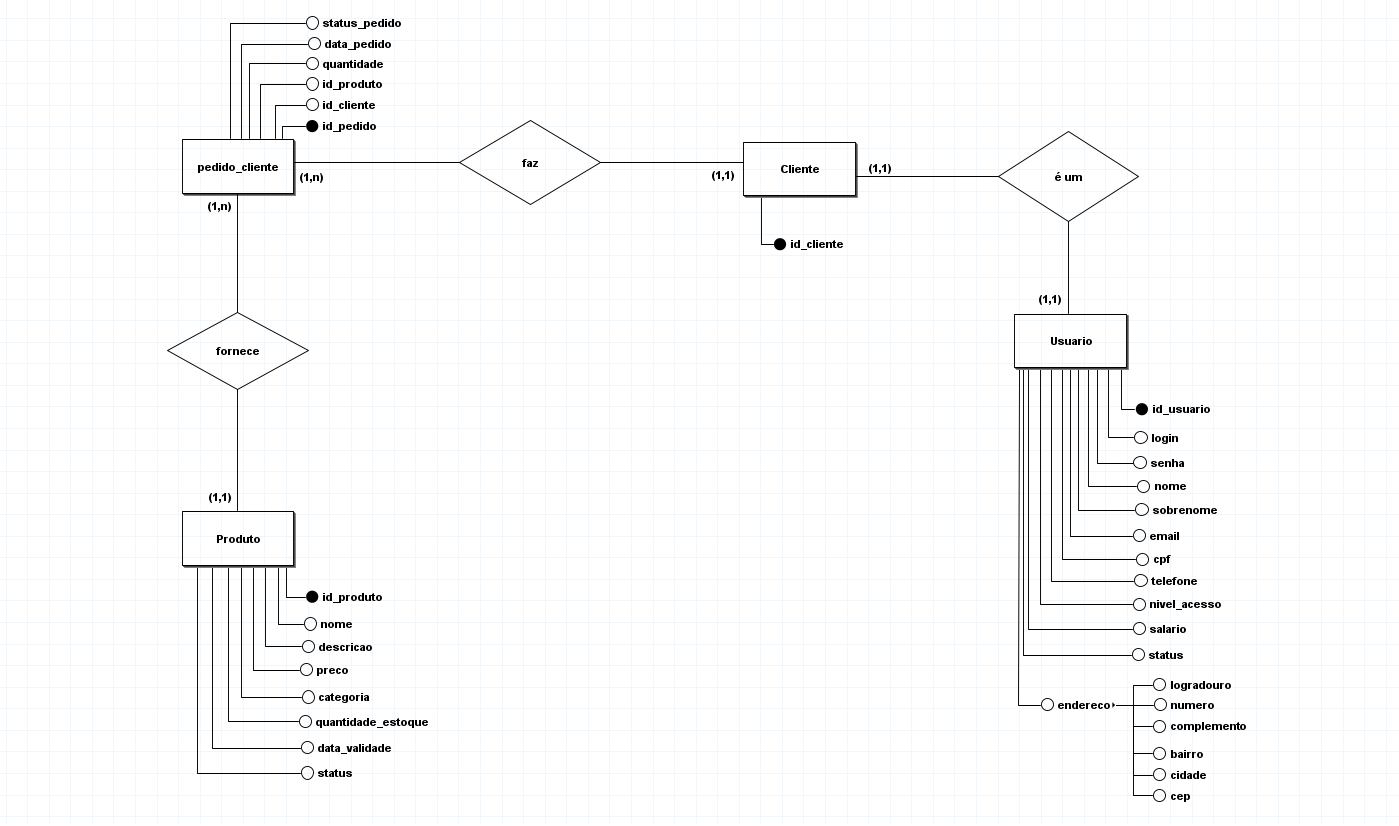 status_pedido
data_pedido
quantidade
id_produto
id_cliente
id_pedido
pedido_cliente
(1,n)
(1,n)
faz
(1,1)
Cliente
(1,1)
id_cliente
é um
(1,1)
Usuario
id_usuario
login
senha
nome
sobrenome
email
cpf
telefone
nivel_acesso
salario
status
endereco
logradouro
numero
complemento
bairro
cidade
cep
fornece
(1,1)
Produto
id_produto
nome
descricao
preco
categoria
quantidade_estoque
data_validade
status